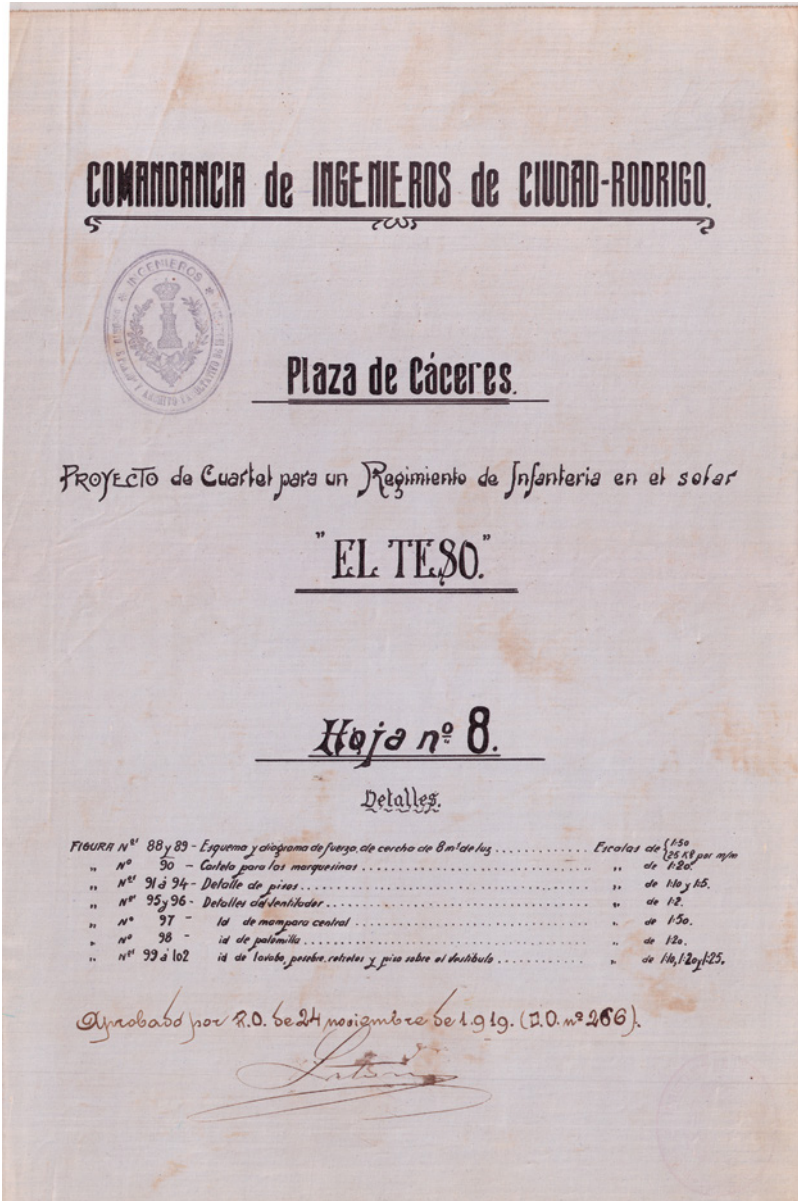 COMANDANCIA de INGENIEROS de CIUDAD-RODRIGO.
INGENIEROS
Plaza de Cáceres.
PROYECTO de Cuartel para un Regimiento de Infanteria en el solar
"EL TESO."
Hoja nº 8.
Detalles.
FIGURA Nº' 88 y 89 - Esquema y diagrama de fuerza, de cercha de 8 mº de luz ............ Escalas de { 1:50
25 Kg por m/m
„ Nº 90 - Cartela para las marquesinas ............ „ de 1:20.
„ Nº' 91 á 94 - Detalle de pisos ............ „ de 1:10 y 1:5.
„ Nº' 95 y 96 - Detalles del ventilador ............ „ de 1:2.
„ Nº 97 - Id de mampara central ............ „ de 1:50.
„ Nº 98 - id de palomilla ............ „ de 1:20.
„ Nº' 99 á 102 id de lavabo, pesebre, retretes y piso sobre el vestíbulo ............ „ de 1:10, 1:20 y 1:25.
Aprobado por R.O. de 24 noviembre de 1.919. (D.O. nº 266).